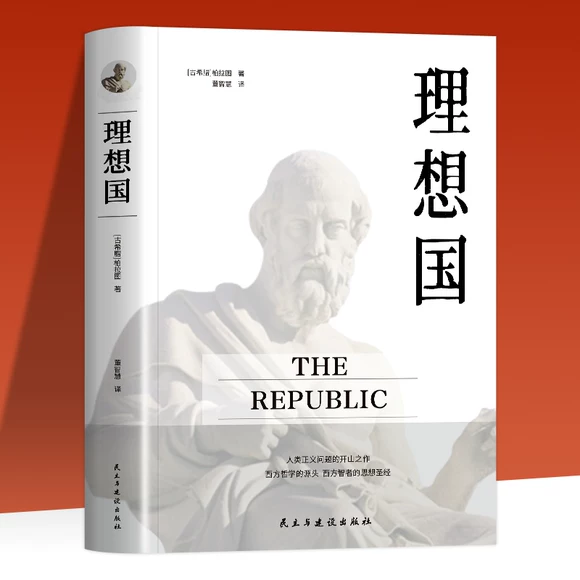 理想国
[古希腊]柏拉图 著
董智慧 译
民主与建设出版社
[古希腊]柏拉图 著
董智慧 译
理想国
THE
REPUBLIC
人类正义问题的开山之作
西方哲学的源头 西方智者的思想圣经
民主与建设出版社